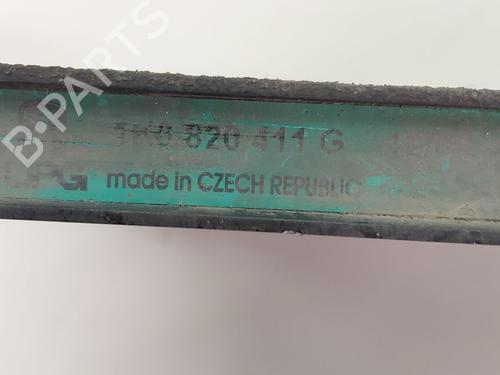 B-PARTS
820 411 G
made in CZECH REPUBLIC